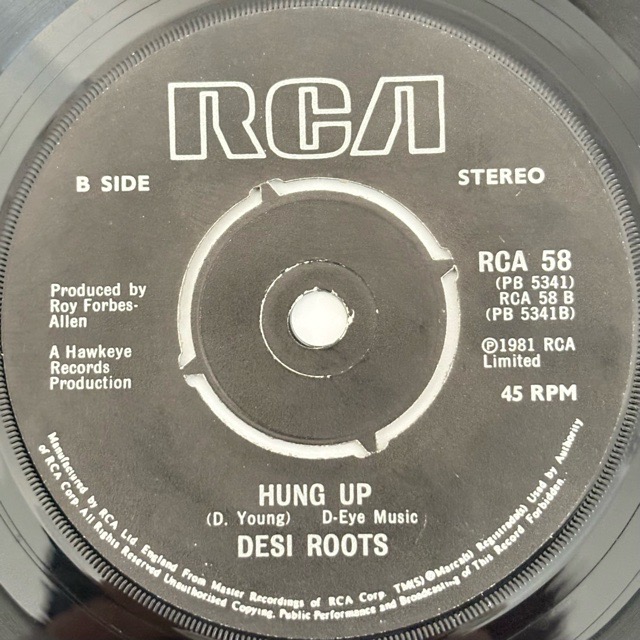 RCA
B SIDE
STEREO
Produced by
Roy Forbes-
Allen
A Hawkeye
Records
Production
RCA 58
(PB 5341)
RCA 58 B
(PB 5341B)
Ⓟ1981 RCA
Limited
45 RPM
HUNG UP
(D. Young) D-Eye Music
DESI ROOTS
Manufactured by RCA Ltd. England From Master Recordings of RCA Corp. TM(S) ®Marca(s) Registrada(s) Used by Authority
of RCA Corp. All Rights Reserved Unauthorised Copying, Public Performance and Broadcasting of This Record Forbidden.